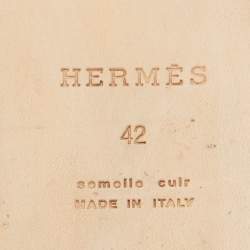 HERMÈS
42
semelle cuir
MADE IN ITALY